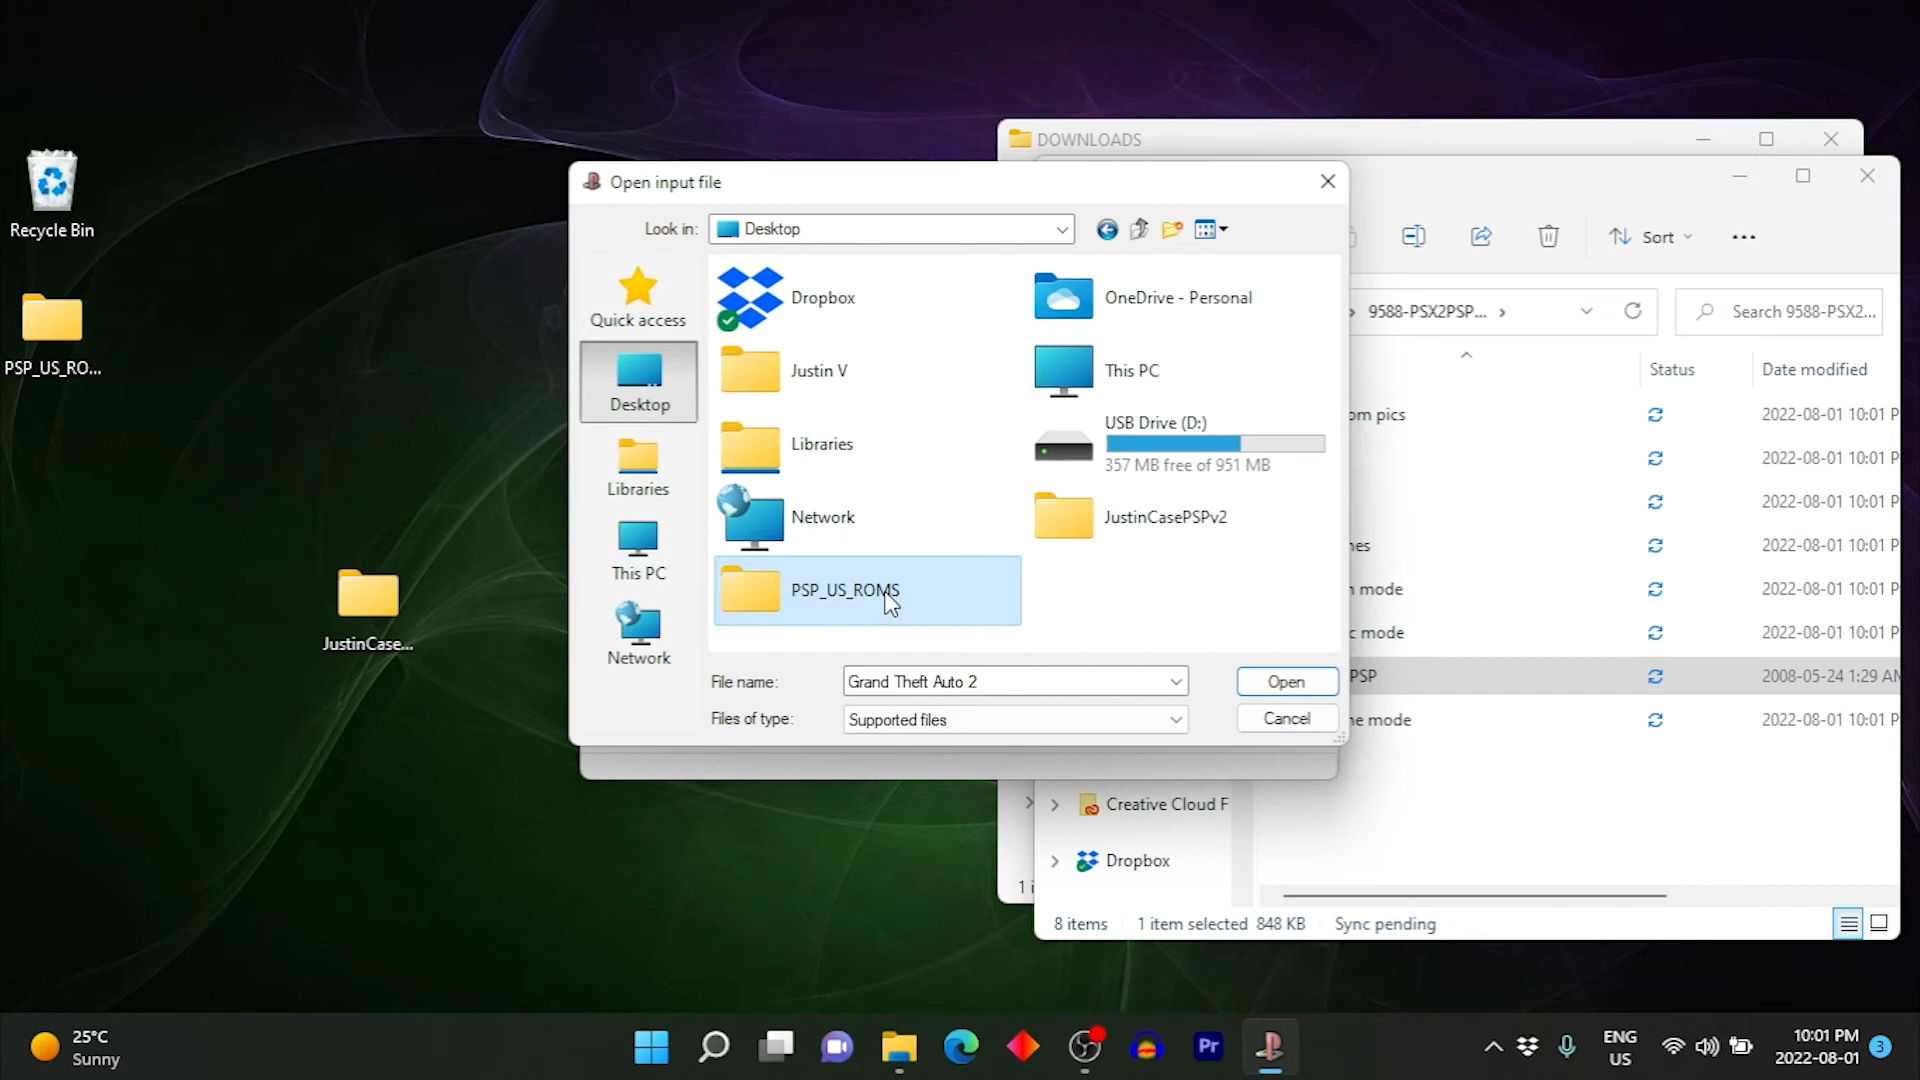 Recycle Bin
PSP_US_RO...
JustinCase...
DOWNLOADS
Open input file
Look in:
Desktop
Quick access
Desktop
Libraries
This PC
Network
Dropbox
OneDrive - Personal
Justin V
This PC
Libraries
USB Drive (D:)
357 MB free of 951 MB
Network
JustinCasePSPv2
PSP_US_ROMS
File name:
Grand Theft Auto 2
Open
Files of type:
Supported files
Cancel
Sort
9588-PSX2PSP...
Search 9588-PSX2...
Status
Date modified
om pics
2022-08-01 10:01 P
2022-08-01 10:01 P
2022-08-01 10:01 P
nes
2022-08-01 10:01 P
mode
2022-08-01 10:01 P
c mode
2022-08-01 10:01 P
PSP
2008-05-24 1:29 AM
ne mode
2022-08-01 10:01 P
Creative Cloud F
Dropbox
1 i
8 items
1 item selected 848 KB
Sync pending
25°C
Sunny
Pr
ENG
US
10:01 PM
2022-08-01
3